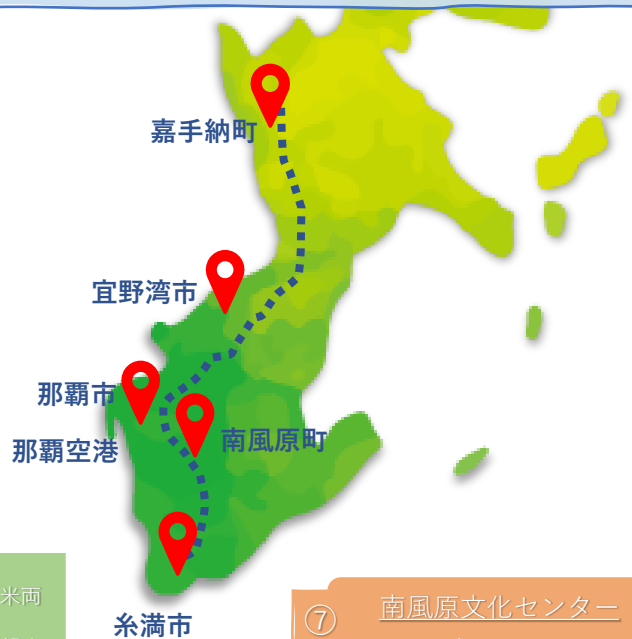 嘉手納町
宜野湾市
那覇市
那覇空港
南風原町
糸満市
米両
⑦ 南風原文化センター